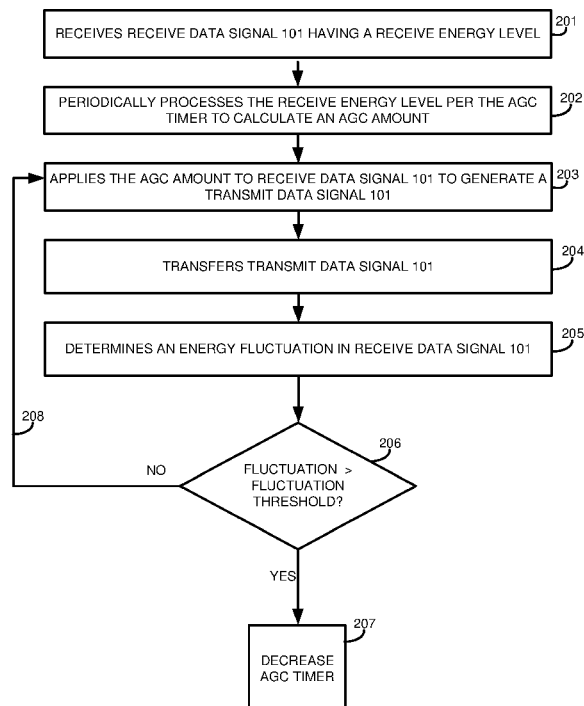 RECEIVES RECEIVE DATA SIGNAL 101 HAVING A RECEIVE ENERGY LEVEL
201
PERIODICALLY PROCESSES THE RECEIVE ENERGY LEVEL PER THE AGC
TIMER TO CALCULATE AN AGC AMOUNT
202
APPLIES THE AGC AMOUNT TO RECEIVE DATA SIGNAL 101 TO GENERATE A
TRANSMIT DATA SIGNAL 101
203
TRANSFERS TRANSMIT DATA SIGNAL 101
204
DETERMINES AN ENERGY FLUCTUATION IN RECEIVE DATA SIGNAL 101
205
208
206
NO
FLUCTUATION >
FLUCTUATION
THRESHOLD?
YES
207
DECREASE
AGC TIMER